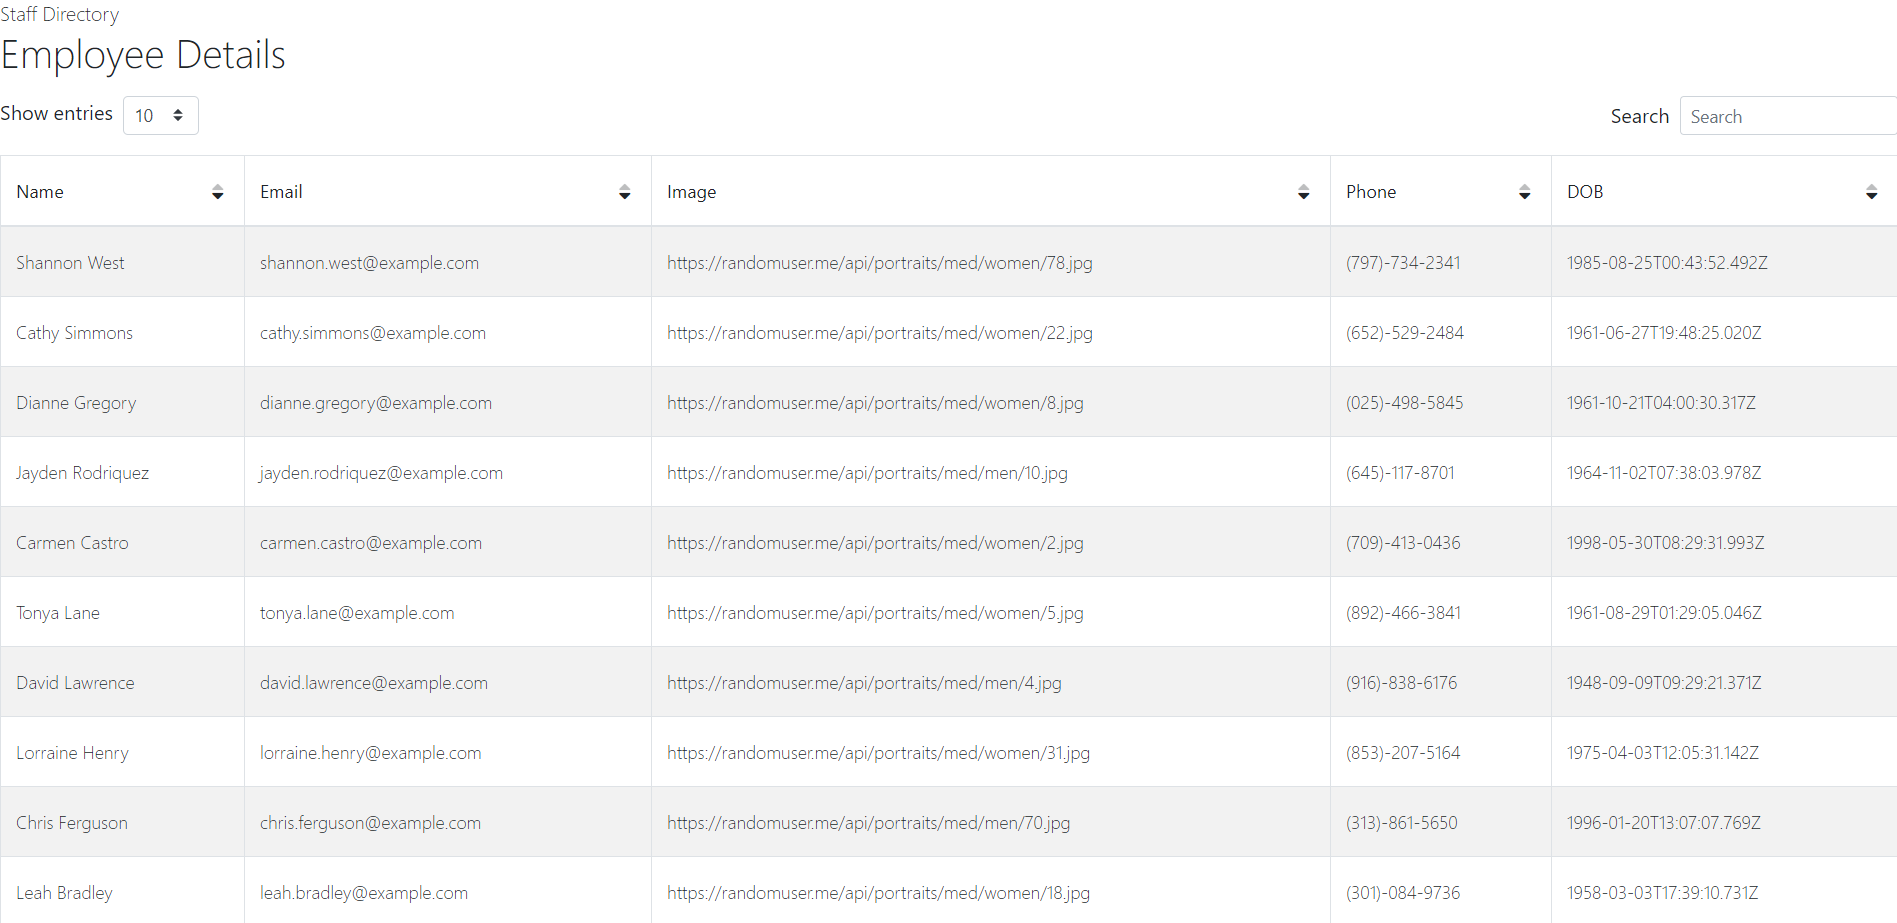 Staff Directory
Employee Details
Show entries 10 Search Search
Name Email Image Phone DOB
Shannon West shannon.west@example.com https://randomuser.me/api/portraits/med/women/78.jpg (797)-734-2341 1985-08-25T00:43:52.492Z
Cathy Simmons cathy.simmons@example.com https://randomuser.me/api/portraits/med/women/22.jpg (652)-529-2484 1961-06-27T19:48:25.020Z
Dianne Gregory dianne.gregory@example.com https://randomuser.me/api/portraits/med/women/8.jpg (025)-498-5845 1961-10-21T04:00:30.317Z
Jayden Rodriquez jayden.rodriquez@example.com https://randomuser.me/api/portraits/med/men/10.jpg (645)-117-8701 1964-11-02T07:38:03.978Z
Carmen Castro carmen.castro@example.com https://randomuser.me/api/portraits/med/women/2.jpg (709)-413-0436 1998-05-30T08:29:31.993Z
Tonya Lane tonya.lane@example.com https://randomuser.me/api/portraits/med/women/5.jpg (892)-466-3841 1961-08-29T01:29:05.046Z
David Lawrence david.lawrence@example.com https://randomuser.me/api/portraits/med/men/4.jpg (916)-838-6176 1948-09-09T09:29:21.371Z
Lorraine Henry lorraine.henry@example.com https://randomuser.me/api/portraits/med/women/31.jpg (853)-207-5164 1975-04-03T12:05:31.142Z
Chris Ferguson chris.ferguson@example.com https://randomuser.me/api/portraits/med/men/70.jpg (313)-861-5650 1996-01-20T13:07:07.769Z
Leah Bradley leah.bradley@example.com https://randomuser.me/api/portraits/med/women/18.jpg (301)-084-9736 1958-03-03T17:39:10.731Z